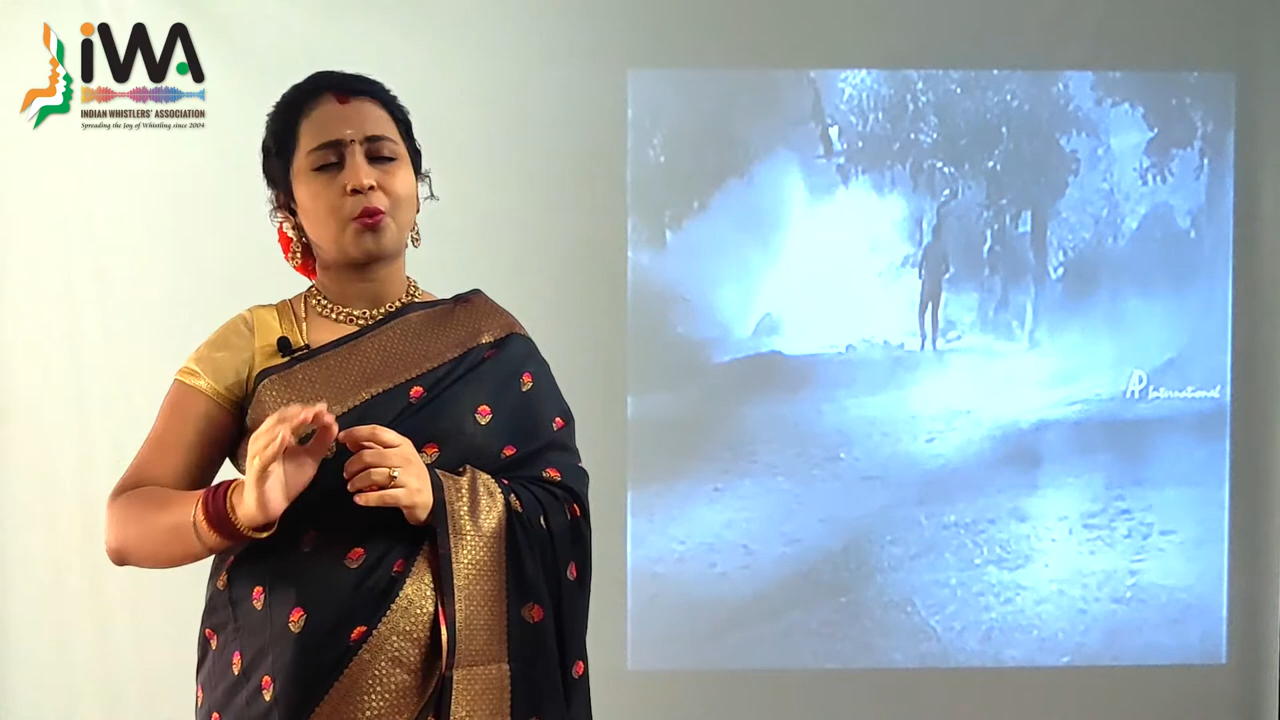 iWA
INDIAN WHISTLERS' ASSOCIATION
Spreading the Joy of Whistling since 2004
AP International